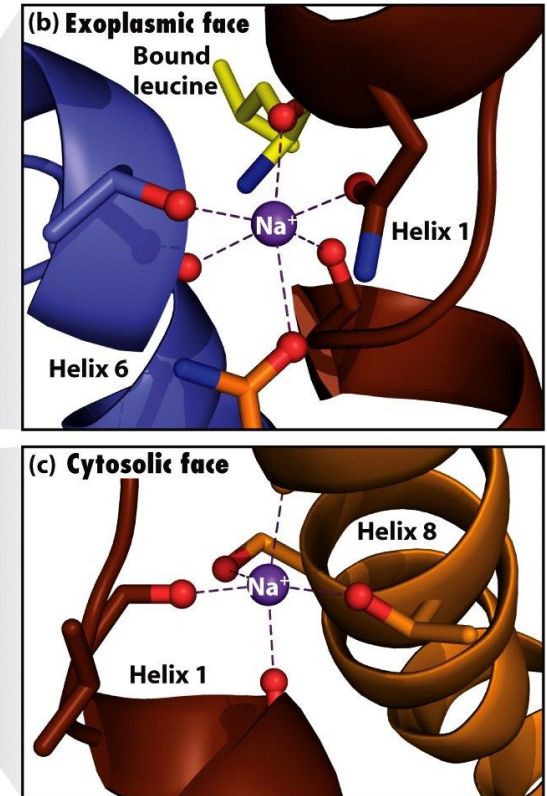 (b) Exoplasmic face
Bound
leucine
Na⁺
Helix 1
Helix 6
(c) Cytosolic face
Helix 8
Na⁺
Helix 1